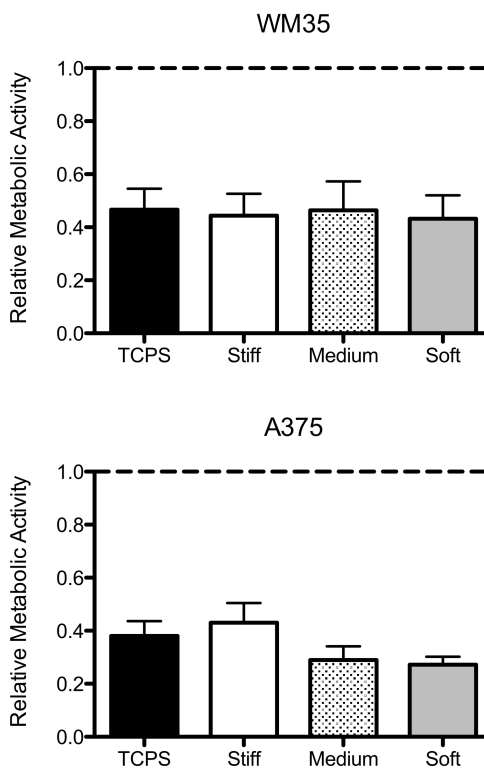 WM35
Relative Metabolic Activity
1.0
0.8
0.6
0.4
0.2
0.0
TCPS Stiff Medium Soft
A375
Relative Metabolic Activity
1.0
0.8
0.6
0.4
0.2
0.0
TCPS Stiff Medium Soft